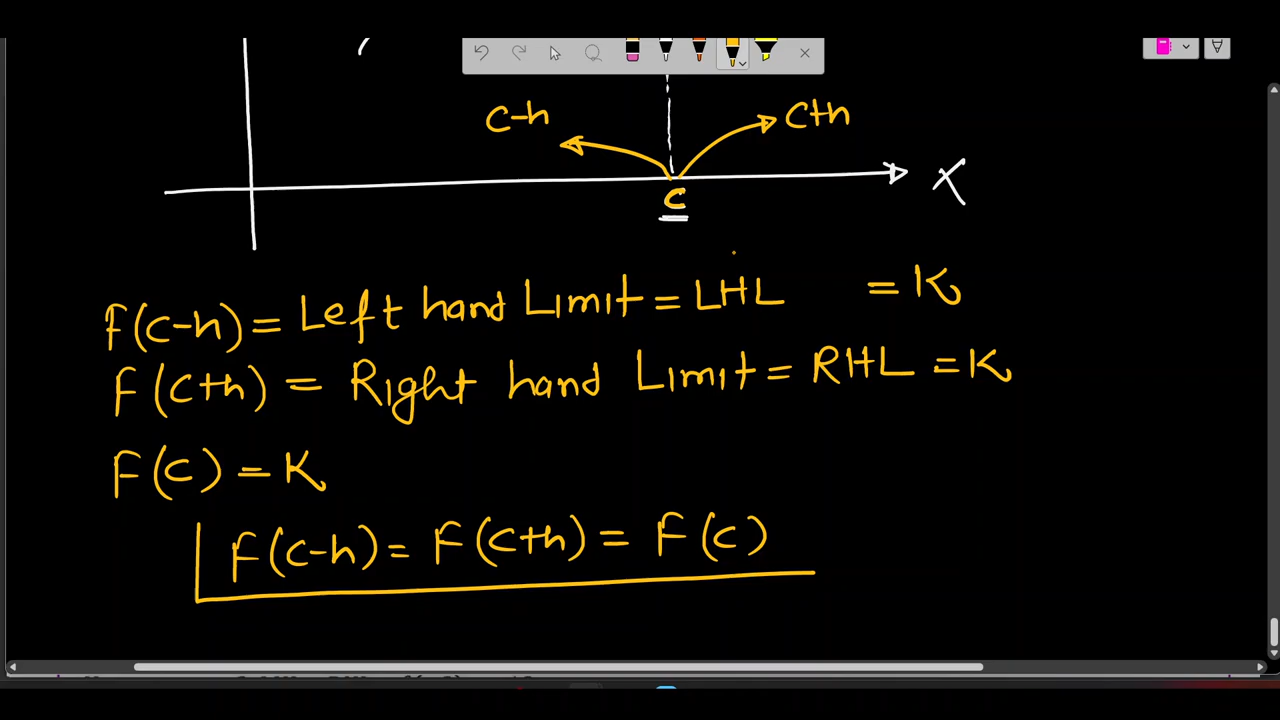 C-h C+h
C X
F(C-h) = Left hand Limit = LHL = K
F(C+h) = Right hand Limit = RHL = K
F(C) = K
F(C-h) = F(C+h) = F(C)